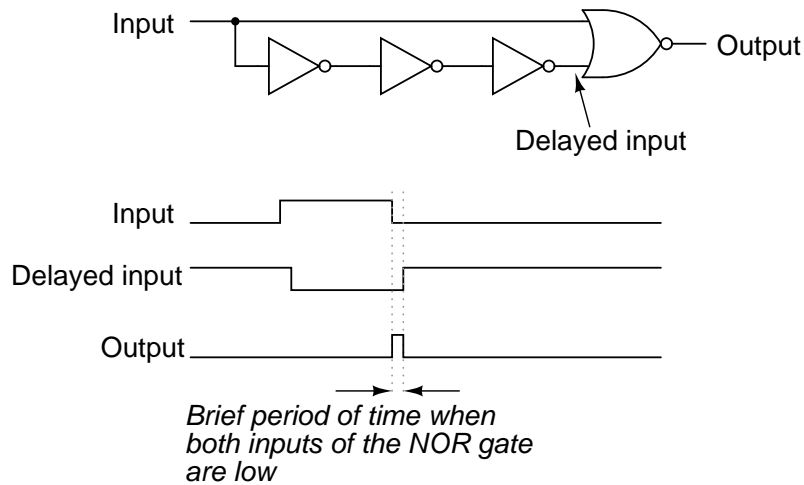 Input
Output
Delayed input
Input
Delayed input
Output
Brief period of time when
both inputs of the NOR gate
are low